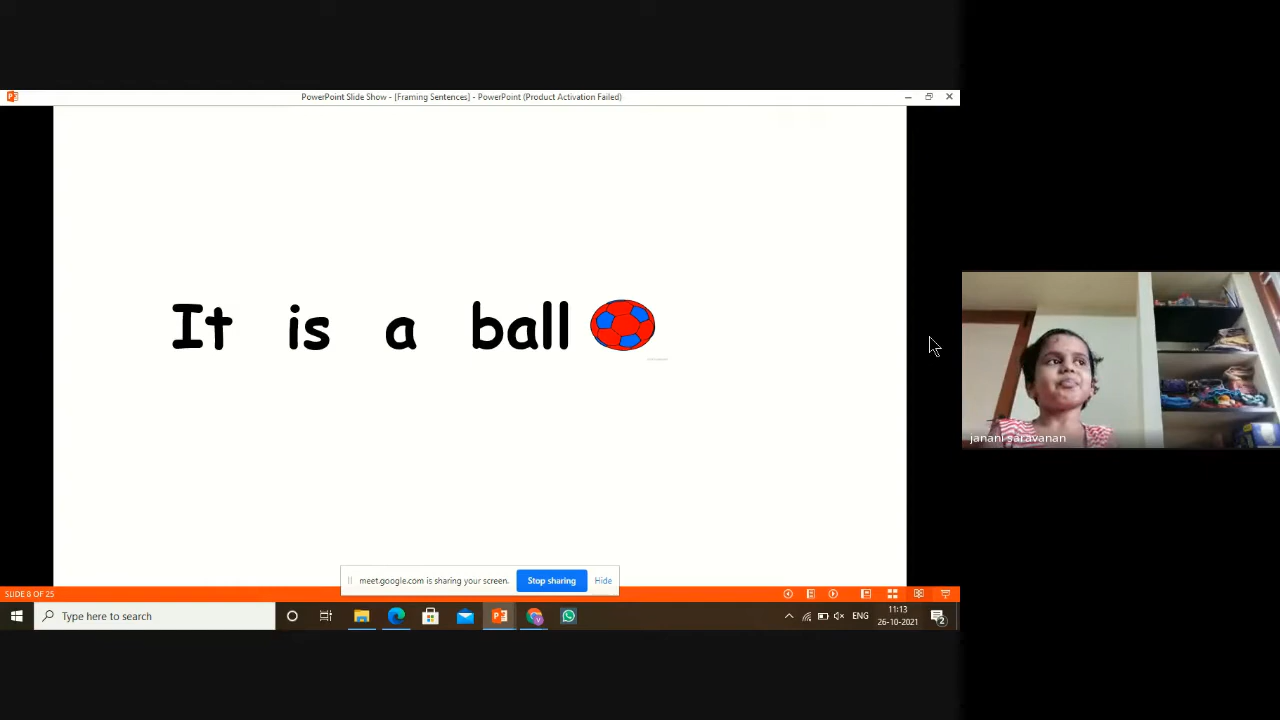 PowerPoint Slide Show - [Framing Sentences] - PowerPoint (Product Activation Failed)
It is a ball
janani saravanan
meet.google.com is sharing your screen. Stop sharing Hide
SLIDE 8 OF 25
Type here to search
ENG
11:13
26-10-2021
2